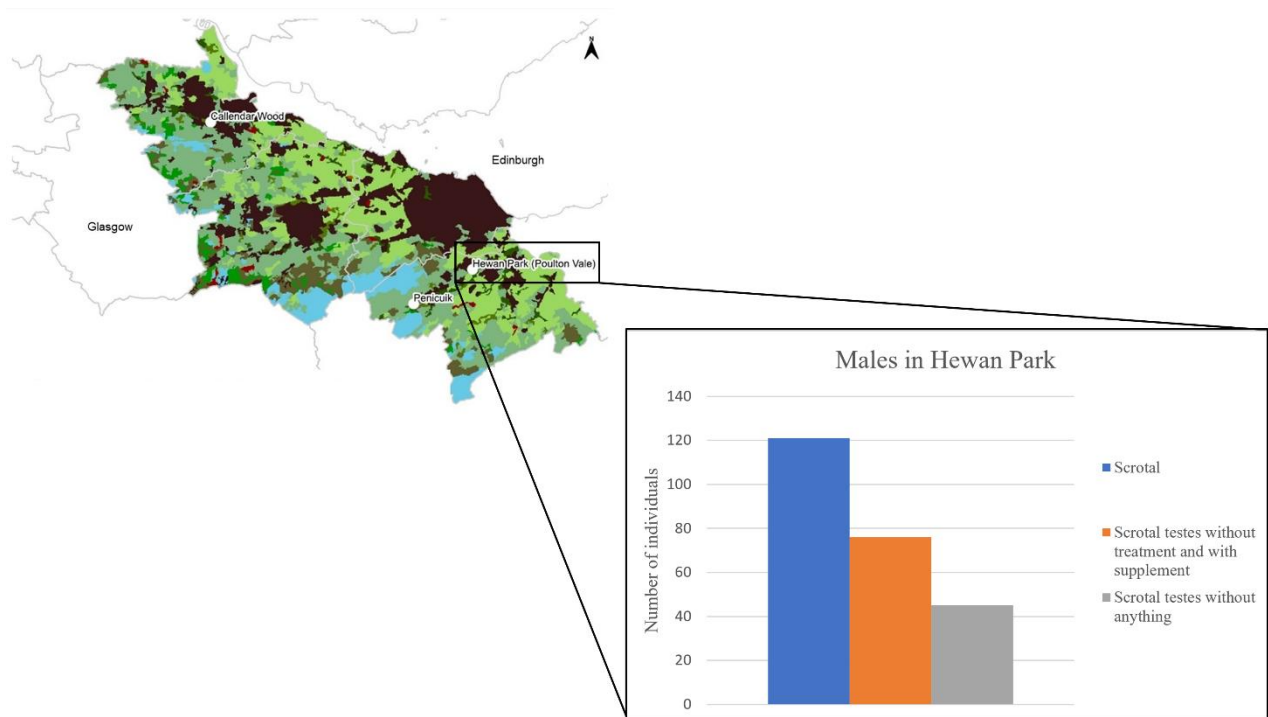 N
Callendar Wood
Edinburgh
Glasgow
Hewan Park (Poulton Vale)
Penicuik
Males in Hewan Park
Number of individuals
140
120
100
80
60
40
20
0
Scrotal
Scrotal testes without
treatment and with
supplement
Scrotal testes without
anything